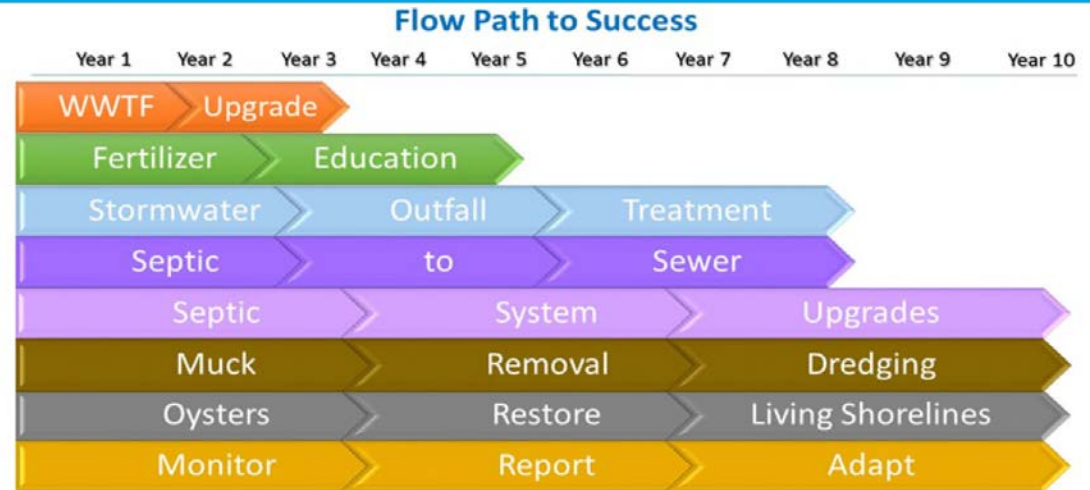 Flow Path to Success
Year 1 Year 2 Year 3 Year 4 Year 5 Year 6 Year 7 Year 8 Year 9 Year 10
WWTF Upgrade
Fertilizer Education
Stormwater Outfall Treatment
Septic to Sewer
Septic System Upgrades
Muck Removal Dredging
Oysters Restore Living Shorelines
Monitor Report Adapt